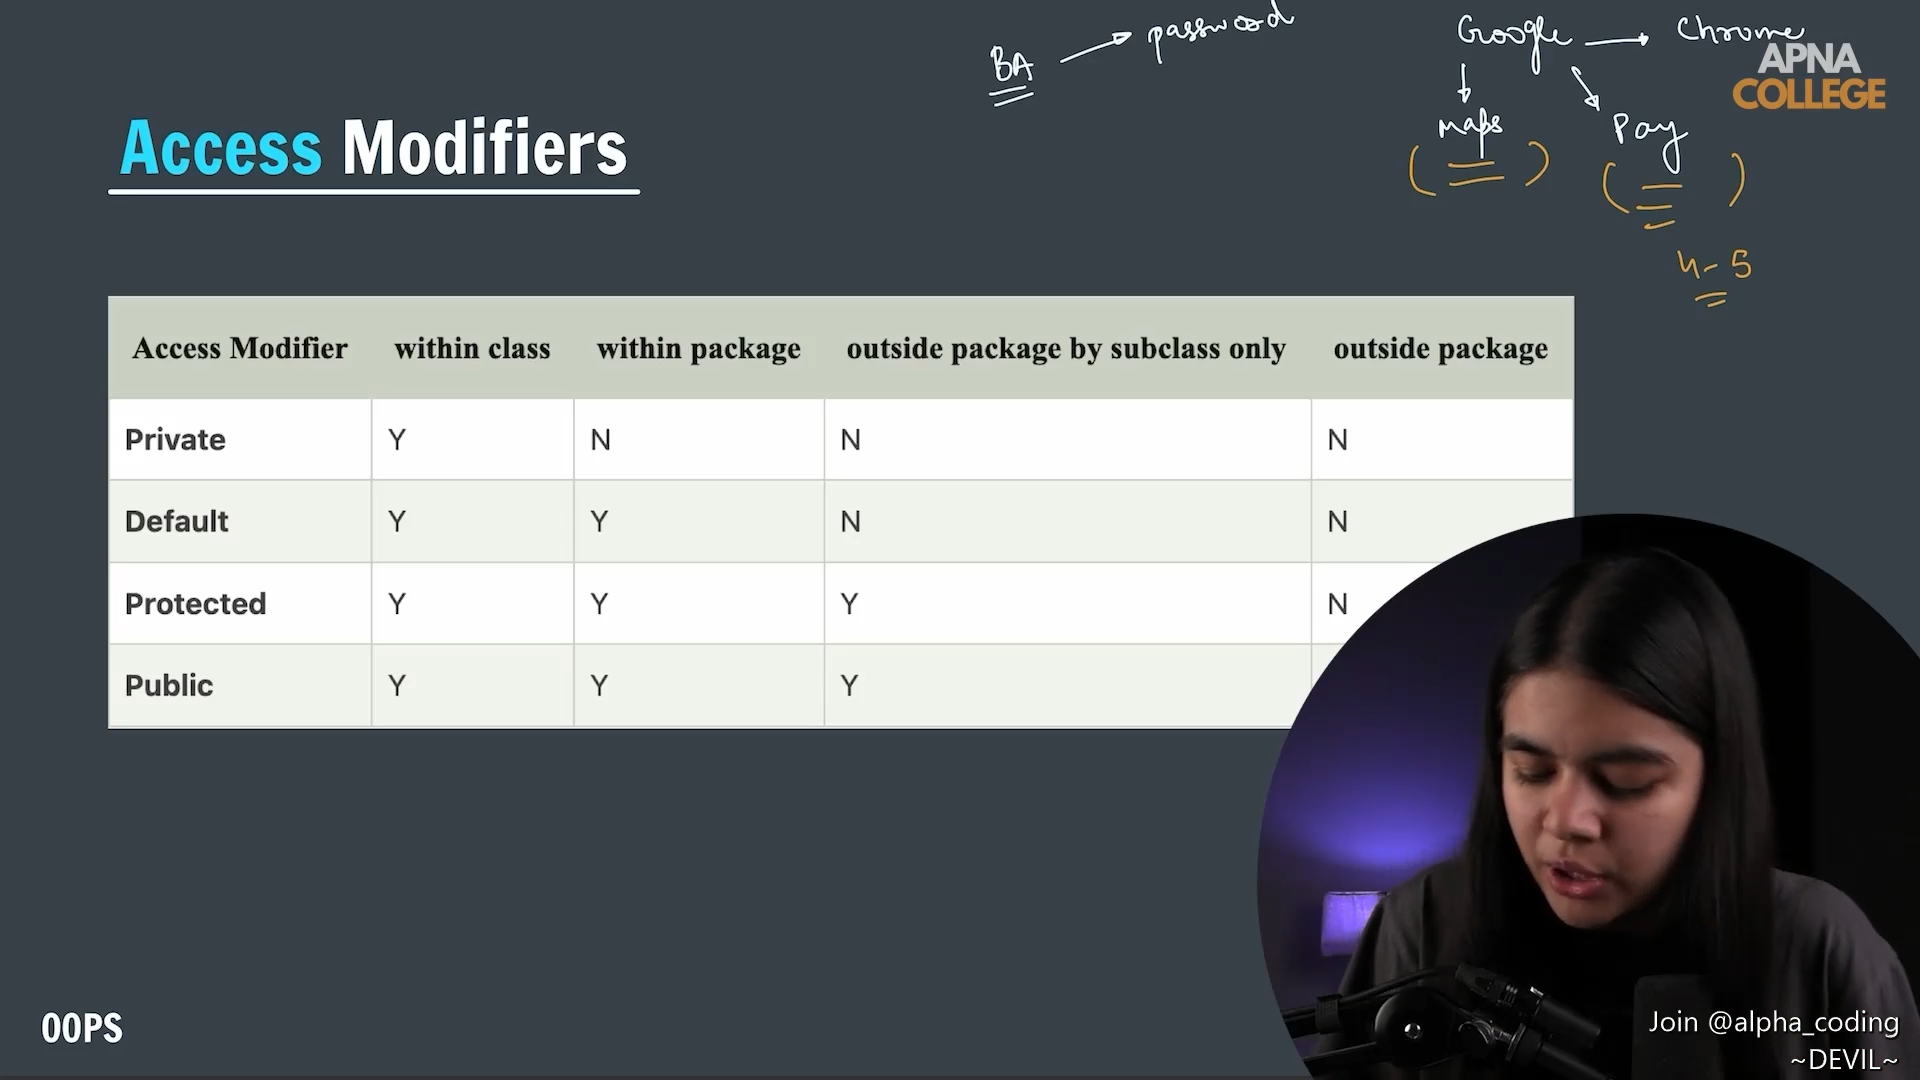 BA → password
Google → Chrome
APNA
COLLEGE
Maps
Pay
4-5
Access Modifiers
Access Modifier within class within package outside package by subclass only outside package
Private Y N N N
Default Y Y N N
Protected Y Y Y N
Public Y Y Y
OOPS
Join @alpha_coding
~DEVIL~